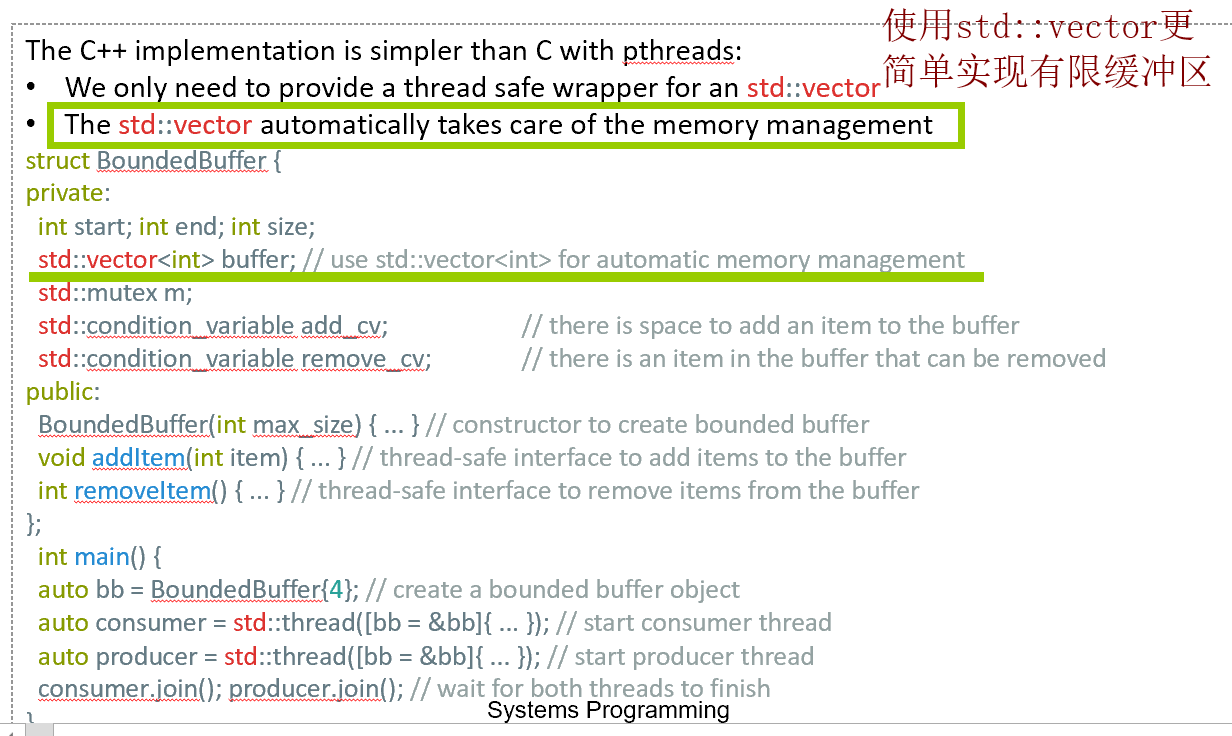 使用std::vector更
简单实现有限缓冲区
The C++ implementation is simpler than C with pthreads:
• We only need to provide a thread safe wrapper for an std::vector
• The std::vector automatically takes care of the memory management
struct BoundedBuffer {
private:
int start; int end; int size;
std::vector<int> buffer; // use std::vector<int> for automatic memory management
std::mutex m;
std::condition_variable add_cv; // there is space to add an item to the buffer
std::condition_variable remove_cv; // there is an item in the buffer that can be removed
public:
BoundedBuffer(int max_size) { ... } // constructor to create bounded buffer
void addItem(int item) { ... } // thread-safe interface to add items to the buffer
int removeItem() { ... } // thread-safe interface to remove items from the buffer
};
int main() {
auto bb = BoundedBuffer{4}; // create a bounded buffer object
auto consumer = std::thread([bb = &bb]{ ... }); // start consumer thread
auto producer = std::thread([bb = &bb]{ ... }); // start producer thread
consumer.join(); producer.join(); // wait for both threads to finish
}
Systems Programming